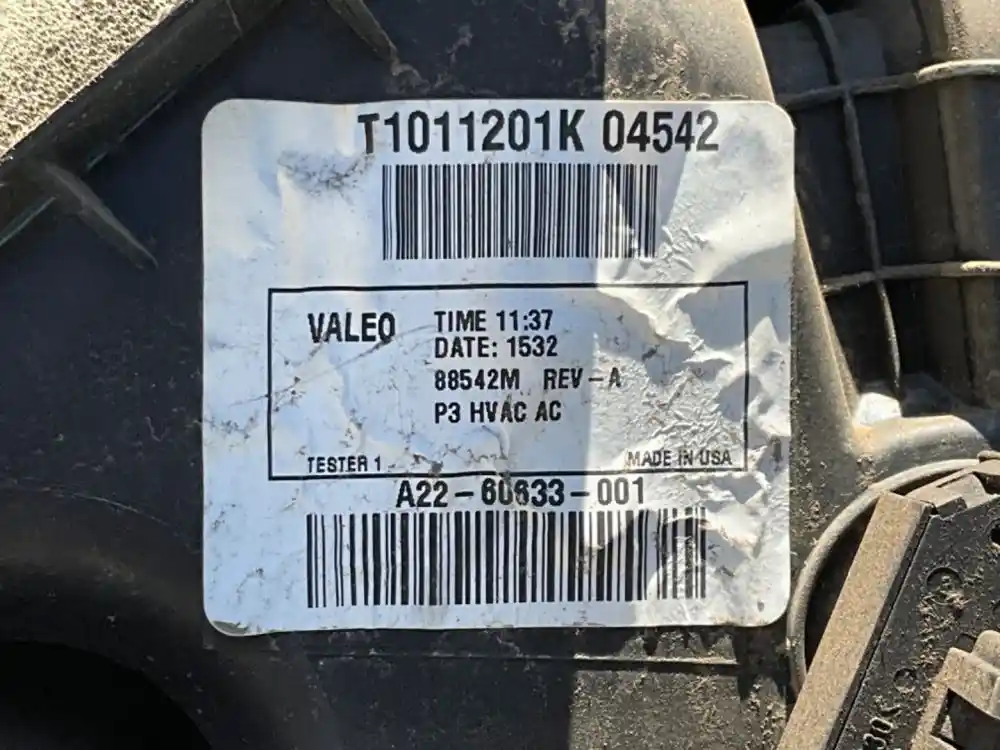 T1011201K 04542
VALEO
TIME 11:37
DATE: 1532
88542M REV-A
P3 HVAC AC
TESTER 1
MADE IN USA
A22-60633-001